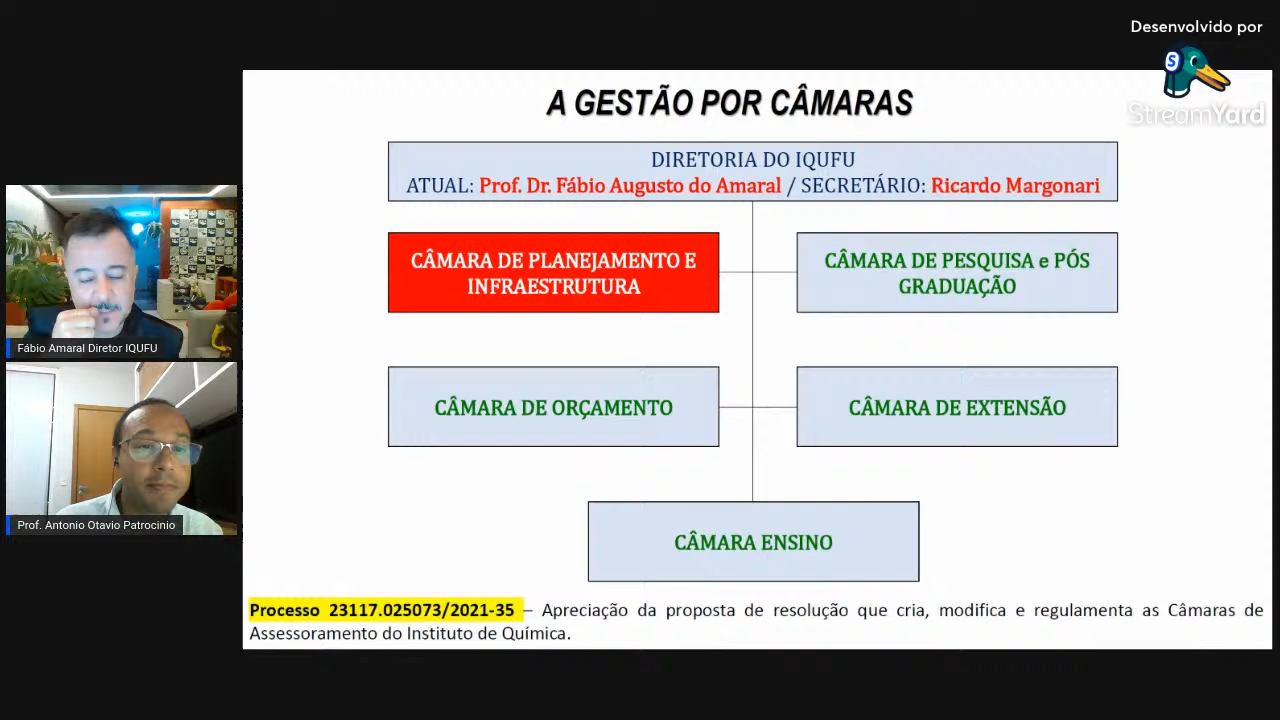 Desenvolvido por
S
StreamYard
A GESTÃO POR CÂMARAS
DIRETORIA DO IQUFU
ATUAL: Prof. Dr. Fábio Augusto do Amaral / SECRETÁRIO: Ricardo Margonari
CÂMARA DE PLANEJAMENTO E
INFRAESTRUTURA
CÂMARA DE PESQUISA e PÓS
GRADUAÇÃO
CÂMARA DE ORÇAMENTO
CÂMARA DE EXTENSÃO
CÂMARA ENSINO
Processo 23117.025073/2021-35 – Apreciação da proposta de resolução que cria, modifica e regulamenta as Câmaras de
Assessoramento do Instituto de Química.
Fábio Amaral Diretor IQUFU
Prof. Antonio Otavio Patrocinio